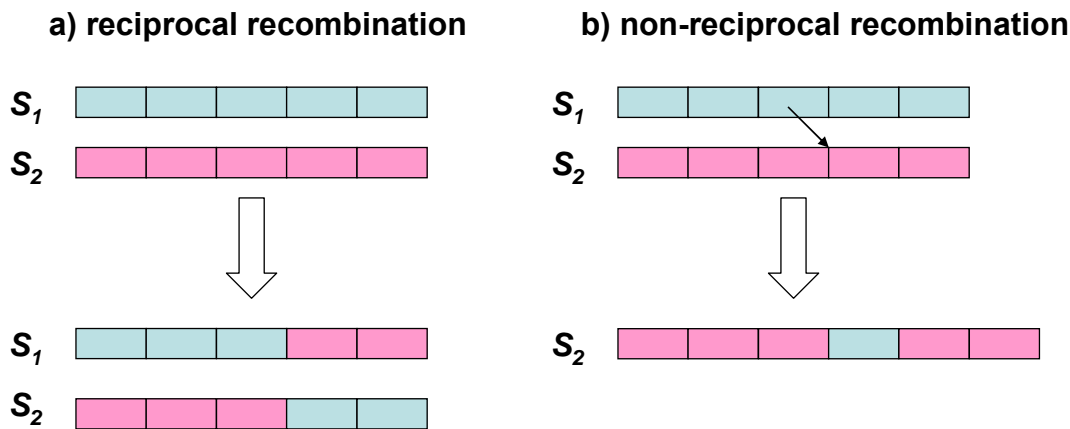 a) reciprocal recombination
S1
S2
S1
S2
b) non-reciprocal recombination
S1
S2
S2